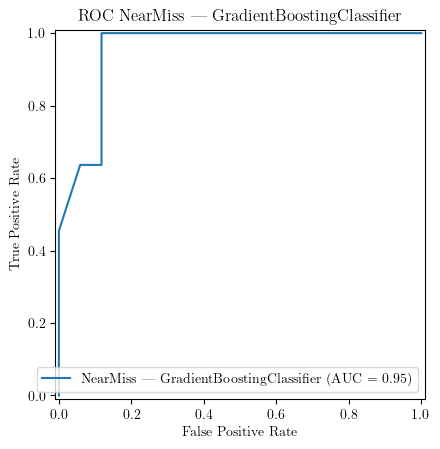 ROC NearMiss — GradientBoostingClassifier
1.0
0.8
0.6
0.4
0.2
0.0
True Positive Rate
NearMiss — GradientBoostingClassifier (AUC = 0.95)
0.0 0.2 0.4 0.6 0.8 1.0
False Positive Rate